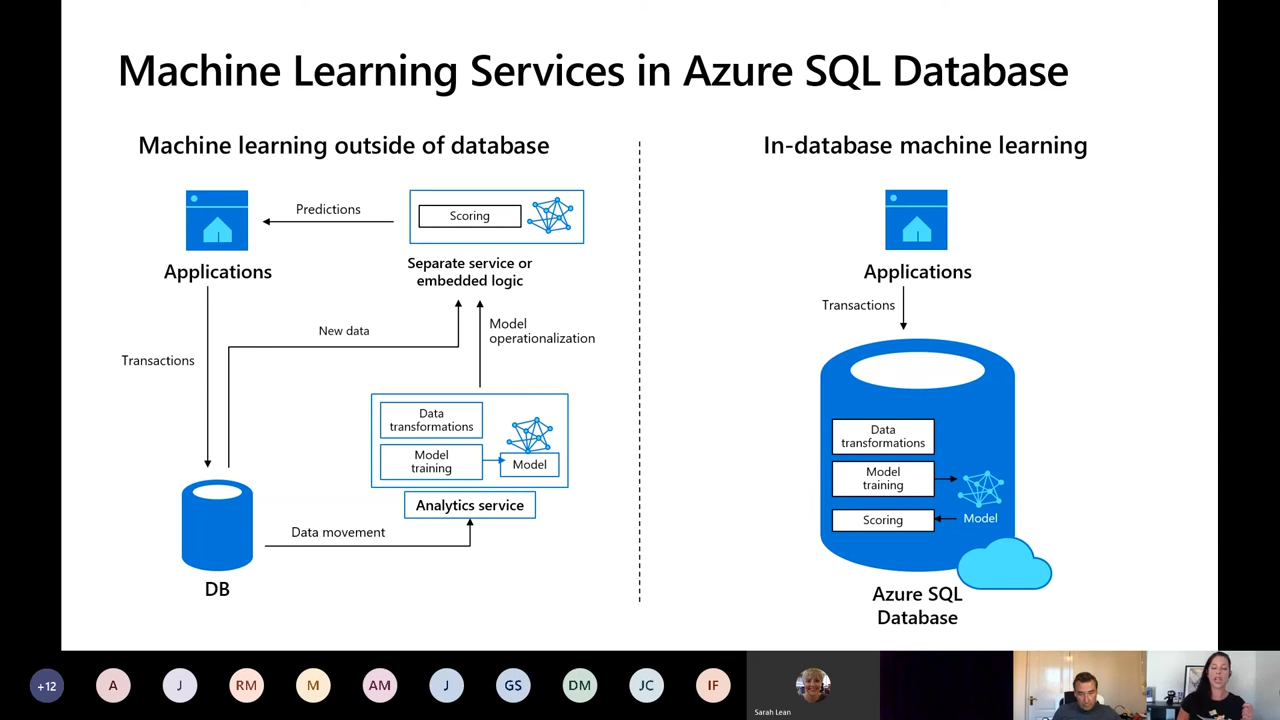 Machine Learning Services in Azure SQL Database
Machine learning outside of database
Predictions
Scoring
Applications
Separate service or
embedded logic
New data
Model
operationalization
Transactions
Data
transformations
Model
training
Model
Analytics service
Data movement
DB
In-database machine learning
Applications
Transactions
Data
transformations
Model
training
Scoring
Model
Azure SQL
Database
+12
A
J
RM
M
AM
J
GS
DM
JC
IF
Sarah Lean